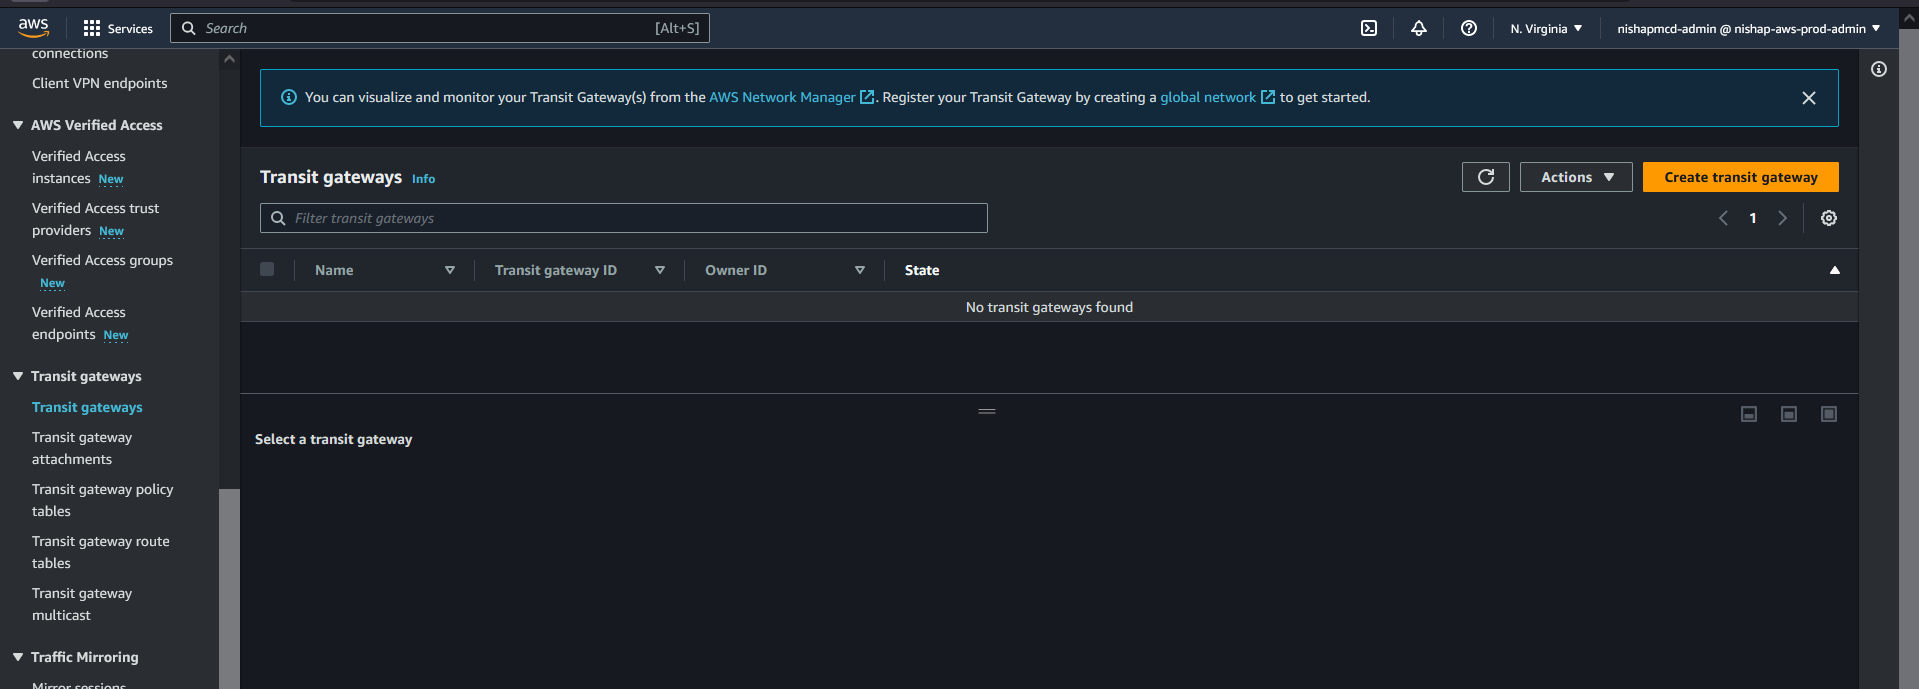 aws
Services
Search [Alt+S]
N. Virginia
nishapmcd-admin @ nishap-aws-prod-admin
connections
Client VPN endpoints
AWS Verified Access
Verified Access
instances New
Verified Access trust
providers New
Verified Access groups
New
Verified Access
endpoints New
Transit gateways
Transit gateways
Transit gateway
attachments
Transit gateway policy
tables
Transit gateway route
tables
Transit gateway
multicast
Traffic Mirroring
Mirror sessions
You can visualize and monitor your Transit Gateway(s) from the AWS Network Manager. Register your Transit Gateway by creating a global network to get started.
Transit gateways Info
Actions
Create transit gateway
Filter transit gateways
1
Name Transit gateway ID Owner ID State
No transit gateways found
Select a transit gateway